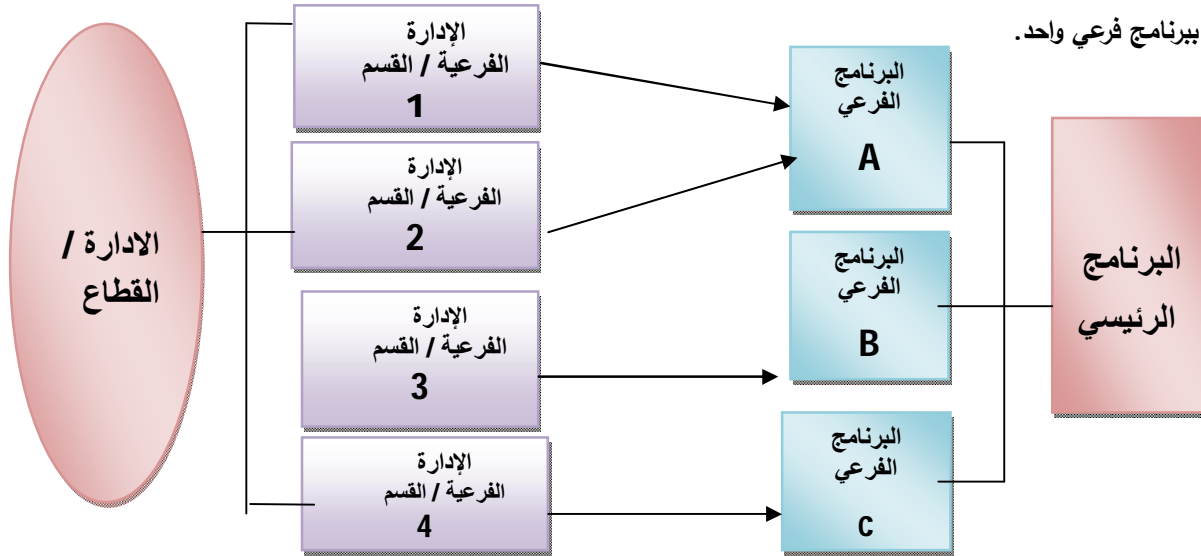 ببرنامج فرعي واحد.
البرنامج
الرئيسي
البرنامج
الفرعي
A
البرنامج
الفرعي
B
البرنامج
الفرعي
C
الإدارة
الفرعية / القسم
1
الإدارة
الفرعية / القسم
2
الإدارة
الفرعية / القسم
3
الإدارة
الفرعية / القسم
4
الادارة /
القطاع